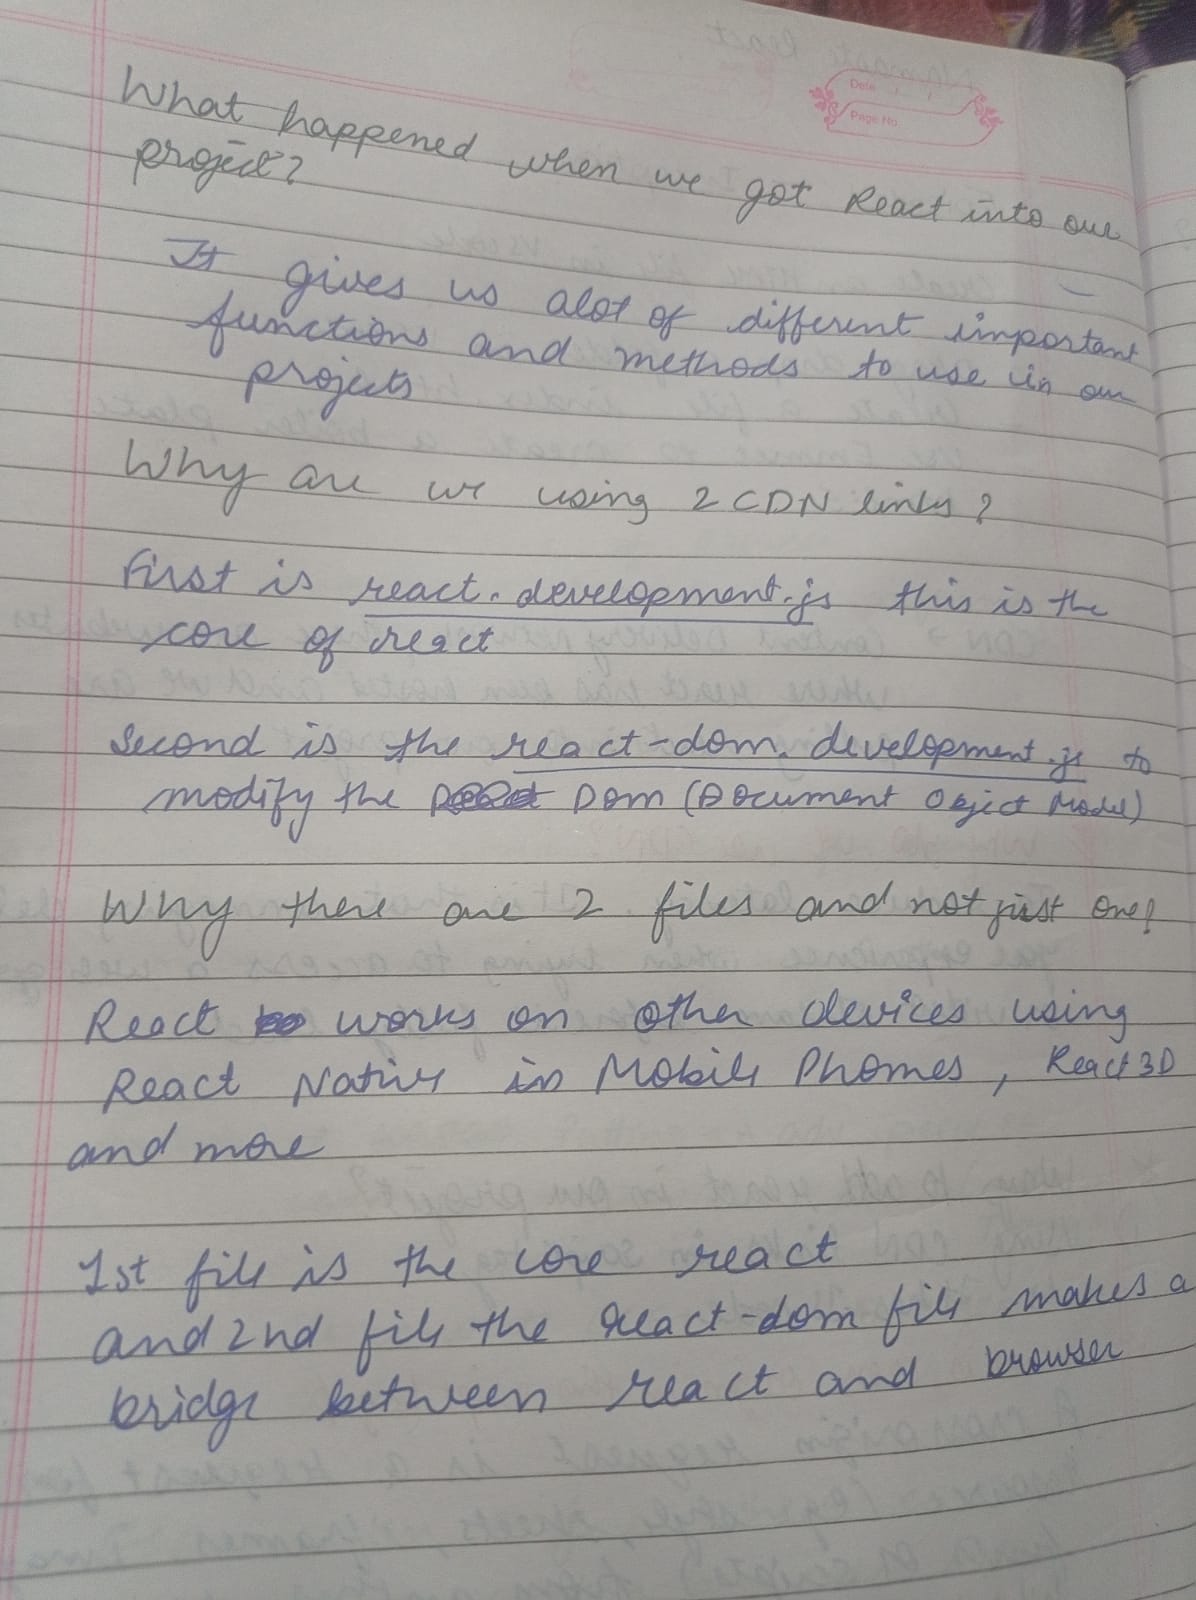 Date
Page No.
What happened when we got React into our
project?
It gives us alot of different important
functions and methods to use in our
projects
Why are we using 2 CDN links?
First is react.development.js this is the
core of react
Second is the react-dom.development.js to
modify the DOM (Document Object Model)
Why there are 2 files and not just one?
React works on other devices using
React Native in Mobile Phomes, React 3D
and more
1st file is the core react
and 2nd file the react-dom file makes a
bridge between react and browser